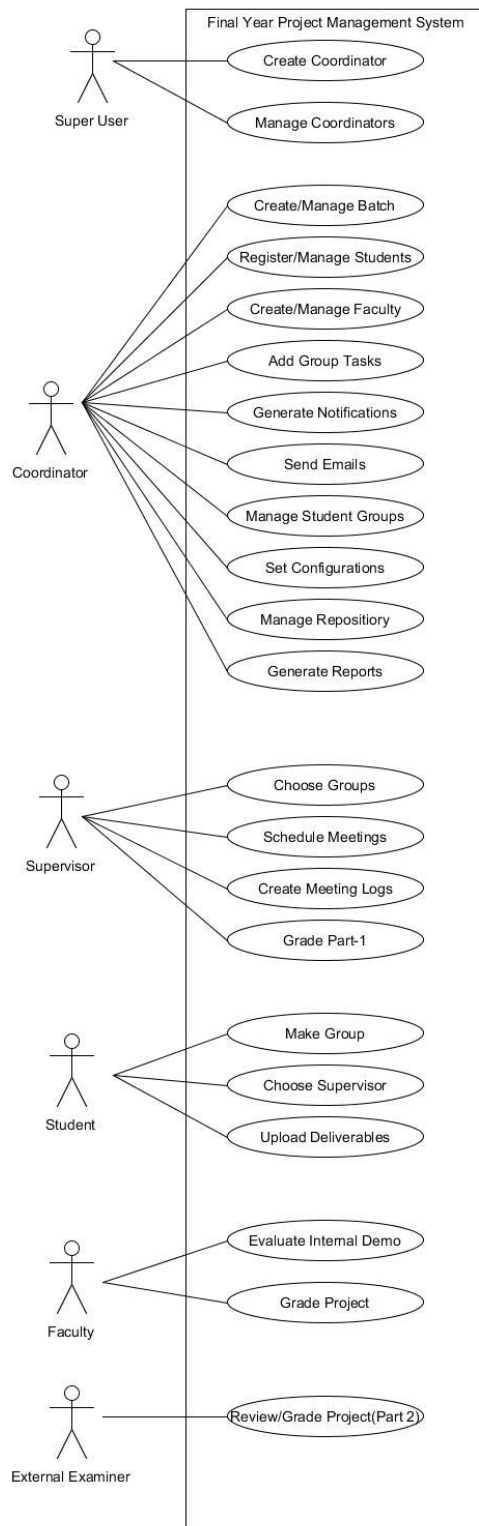 Final Year Project Management System
Create Coordinator
Super User
Manage Coordinators
Create/Manage Batch
Register/Manage Students
Create/Manage Faculty
Add Group Tasks
Generate Notifications
Coordinator
Send Emails
Manage Student Groups
Set Configurations
Manage Repositiory
Generate Reports
Choose Groups
Schedule Meetings
Supervisor
Create Meeting Logs
Grade Part-1
Make Group
Choose Supervisor
Student
Upload Deliverables
Evaluate Internal Demo
Grade Project
Faculty
Review/Grade Project(Part 2)
External Examiner